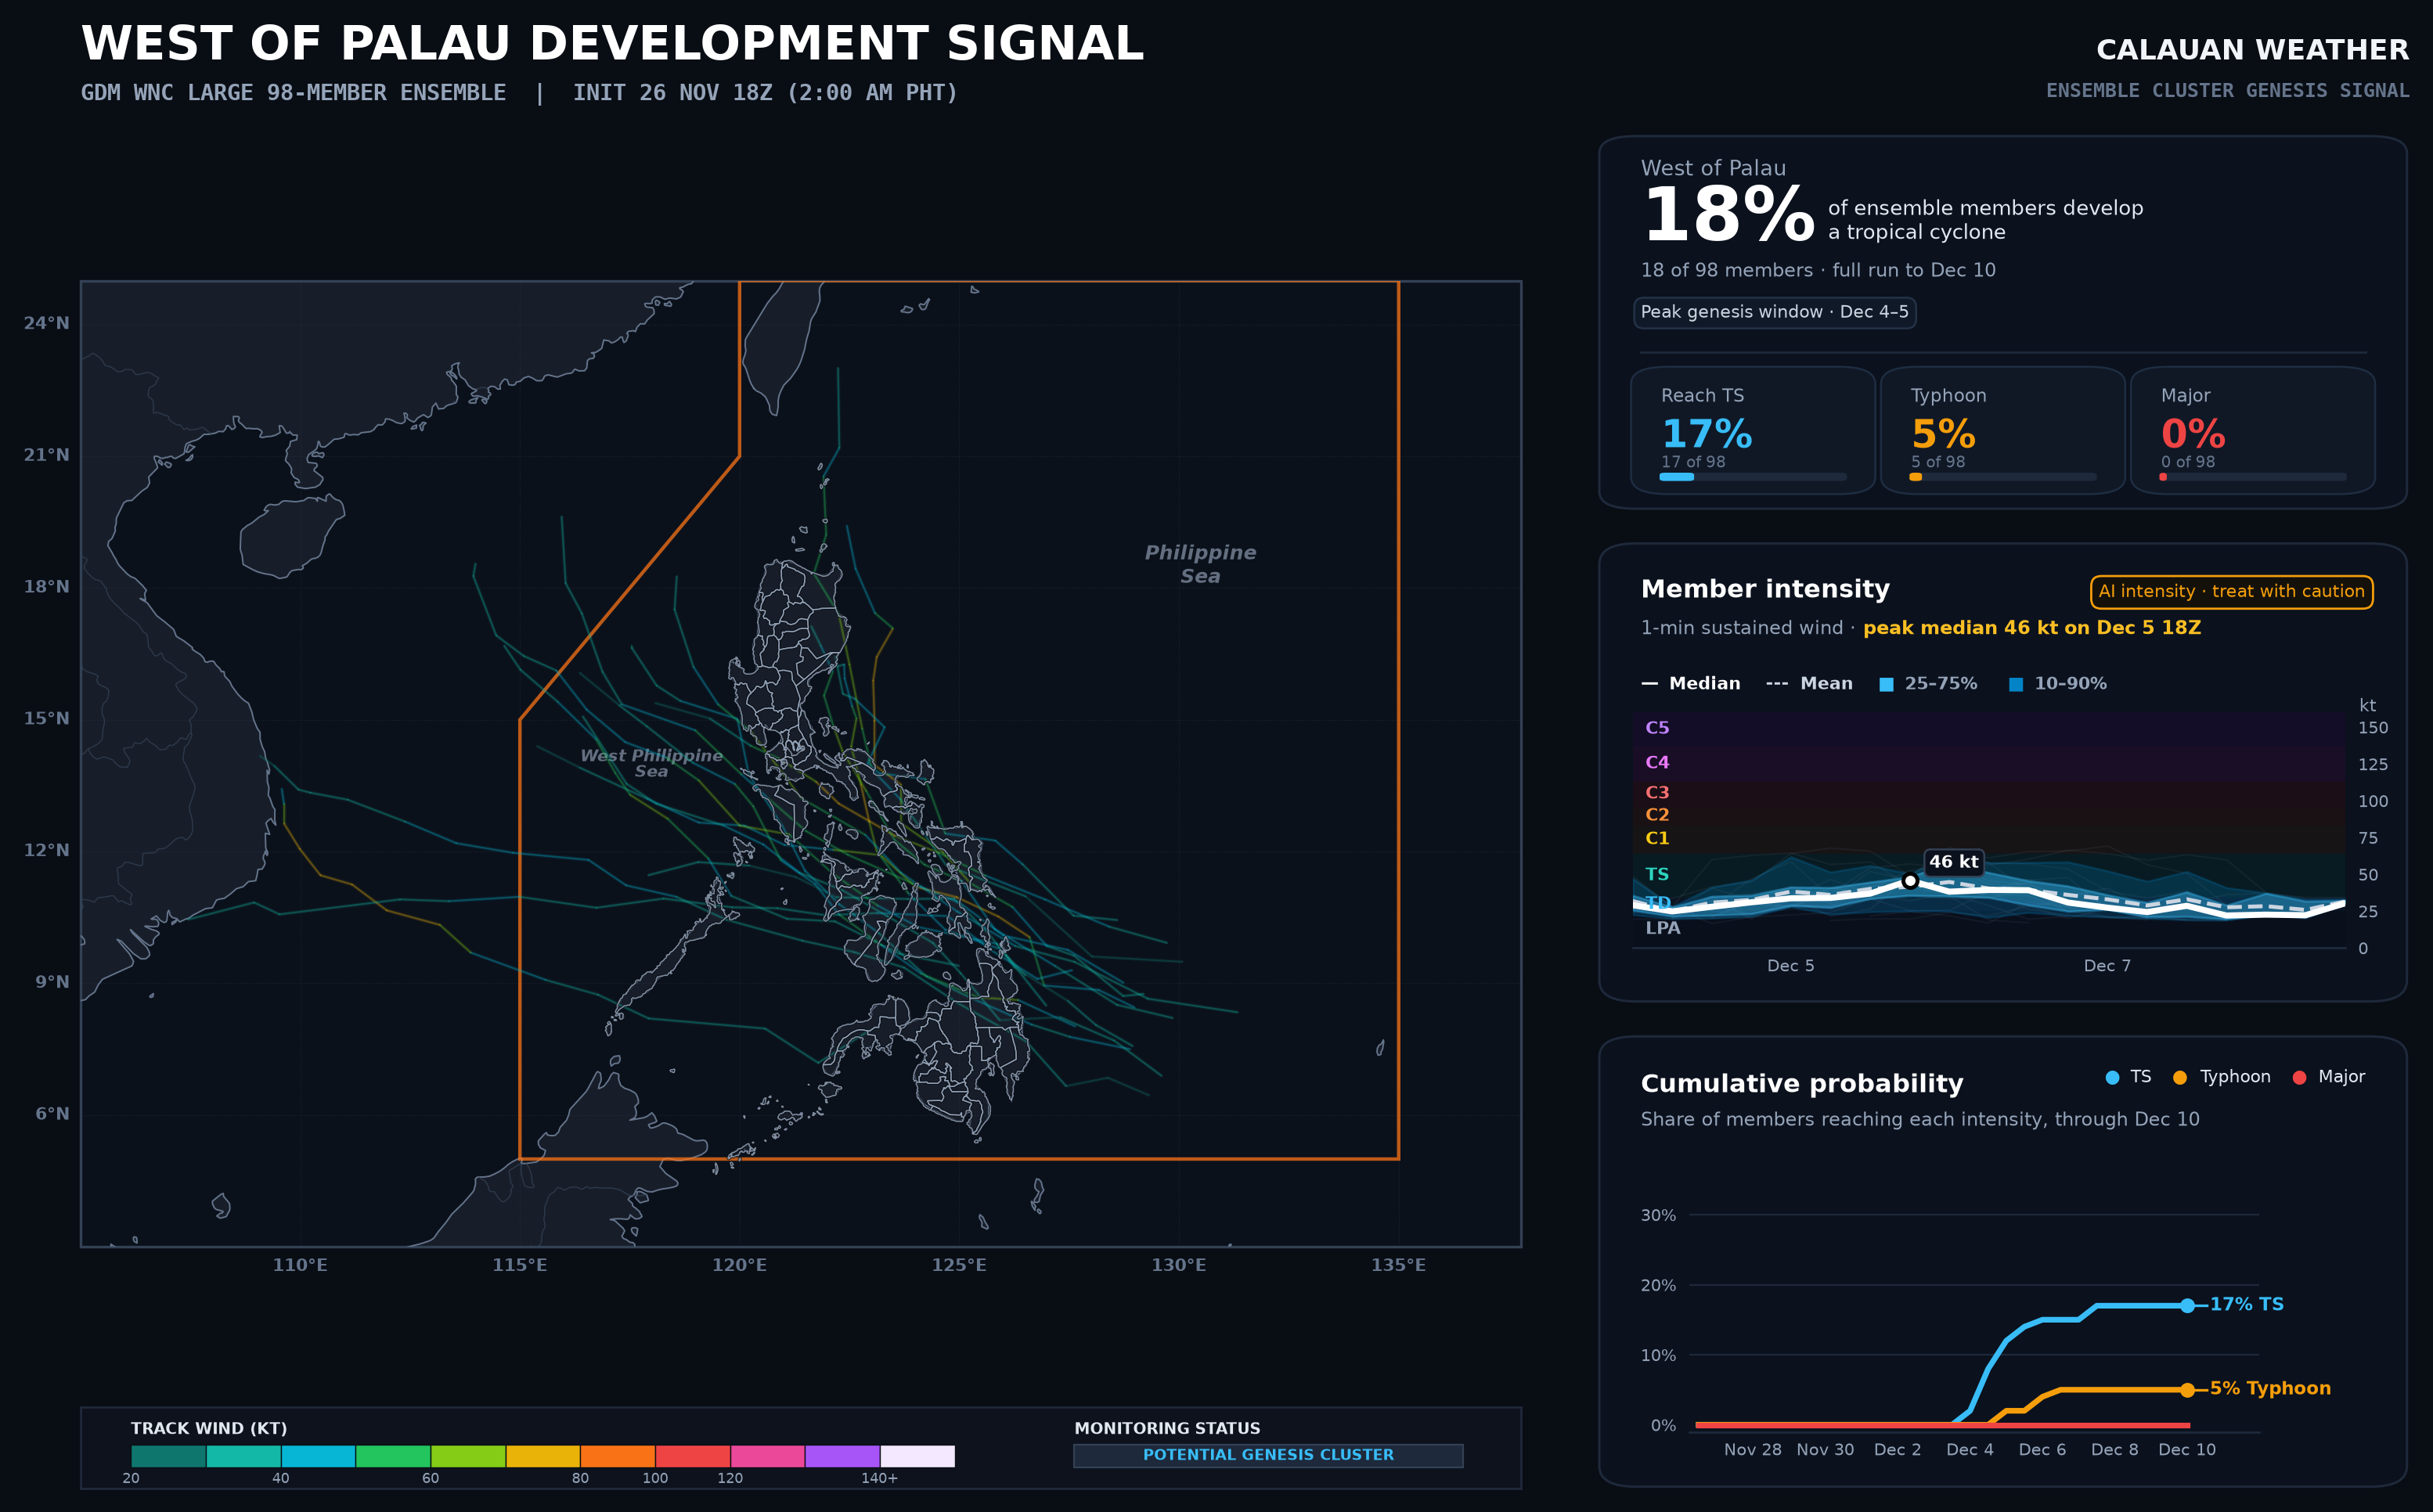 WEST OF PALAU DEVELOPMENT SIGNAL
GDM WNC LARGE 98-MEMBER ENSEMBLE | INIT 26 NOV 18Z (2:00 AM PHT)
CALAUAN WEATHER
ENSEMBLE CLUSTER GENESIS SIGNAL
24°N
21°N
18°N
15°N
12°N
9°N
6°N
110°E
115°E
120°E
125°E
130°E
135°E
Philippine
Sea
West Philippine
Sea
TRACK WIND (KT)
20
40
60
80
100
120
140+
MONITORING STATUS
POTENTIAL GENESIS CLUSTER
West of Palau
18%
of ensemble members develop
a tropical cyclone
18 of 98 members · full run to Dec 10
Peak genesis window · Dec 4–5
Reach TS
17%
17 of 98
Typhoon
5%
5 of 98
Major
0%
0 of 98
Member intensity
AI intensity · treat with caution
1-min sustained wind · peak median 46 kt on Dec 5 18Z
Median
Mean
25–75%
10–90%
kt
C5
C4
C3
C2
C1
TS
TD
LPA
46 kt
150
125
100
75
50
25
0
Dec 5
Dec 7
Cumulative probability
TS
Typhoon
Major
Share of members reaching each intensity, through Dec 10
30%
20%
10%
0%
17% TS
5% Typhoon
Nov 28
Nov 30
Dec 2
Dec 4
Dec 6
Dec 8
Dec 10